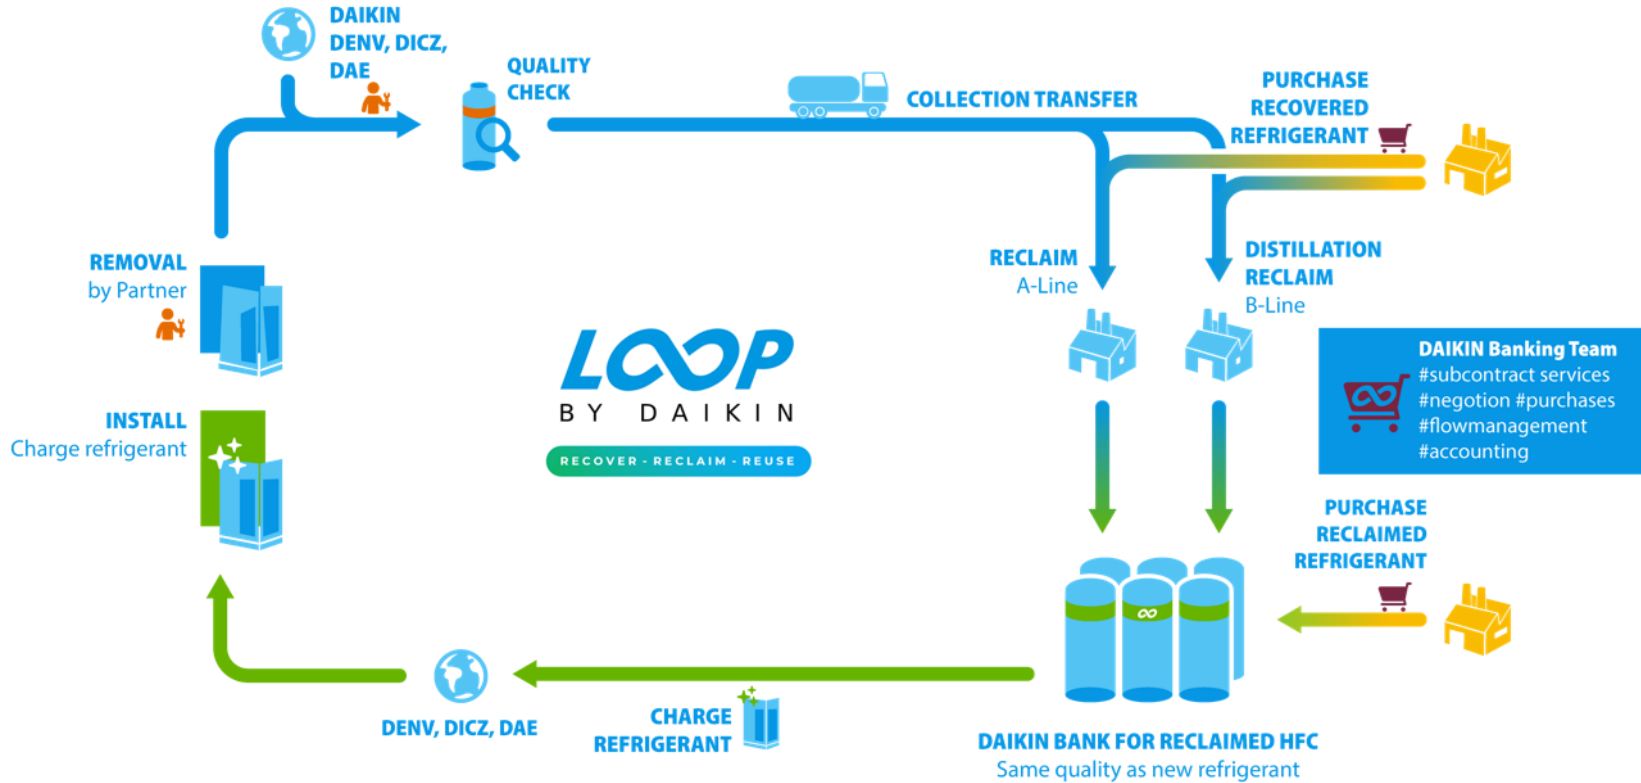 DAIKIN
DENV, DICZ,
DAE
QUALITY
CHECK
COLLECTION TRANSFER
PURCHASE
RECOVERED
REFRIGERANT
REMOVAL
by Partner
RECLAIM
A-Line
DISTILLATION
RECLAIM
B-Line
LOOP
BY DAIKIN
RECOVER - RECLAIM - REUSE
DAIKIN Banking Team
#subcontract services
#negotion #purchases
#flowmanagement
#accounting
INSTALL
Charge refrigerant
PURCHASE
RECLAIMED
REFRIGERANT
DENV, DICZ, DAE
CHARGE
REFRIGERANT
DAIKIN BANK FOR RECLAIMED HFC
Same quality as new refrigerant